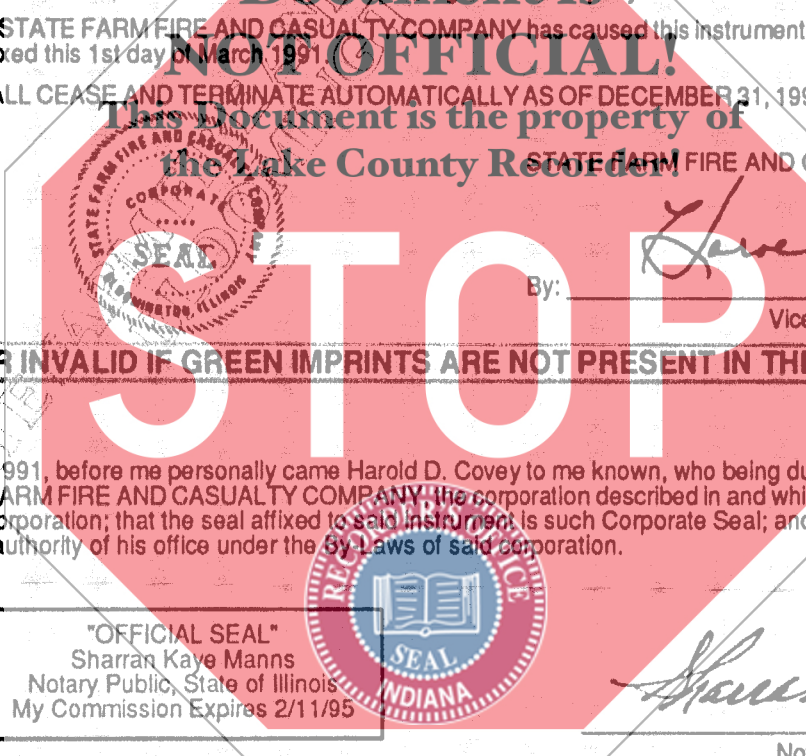 Document is
STATE FARM FIRE AND CASUALTY COMPANY has caused this instrument
xed this 1st day of March 1991.
NOT OFFICIAL!
LL CEASE AND TERMINATE AUTOMATICALLY AS OF DECEMBER 31, 199
This Document is the property of
the Lake County Recorder!
STATE FARM FIRE AND C
STATE FARM FIRE AND CASUALTY COMPANY
CORPORATE
SEAL
BLOOMINGTON, ILLINOIS
STOP
By:
Vice
R INVALID IF GREEN IMPRINTS ARE NOT PRESENT IN THE
991, before me personally came Harold D. Covey to me known, who being du
ARM FIRE AND CASUALTY COMPANY, the corporation described in and whi
orporation; that the seal affixed to said instrument is such Corporate Seal; and
uthority of his office under the By-Laws of said corporation.
RECORDER'S OFFICE
SEAL
INDIANA
"OFFICIAL SEAL"
Sharran Kaye Manns
Notary Public, State of Illinois
My Commission Expires 2/11/95
No